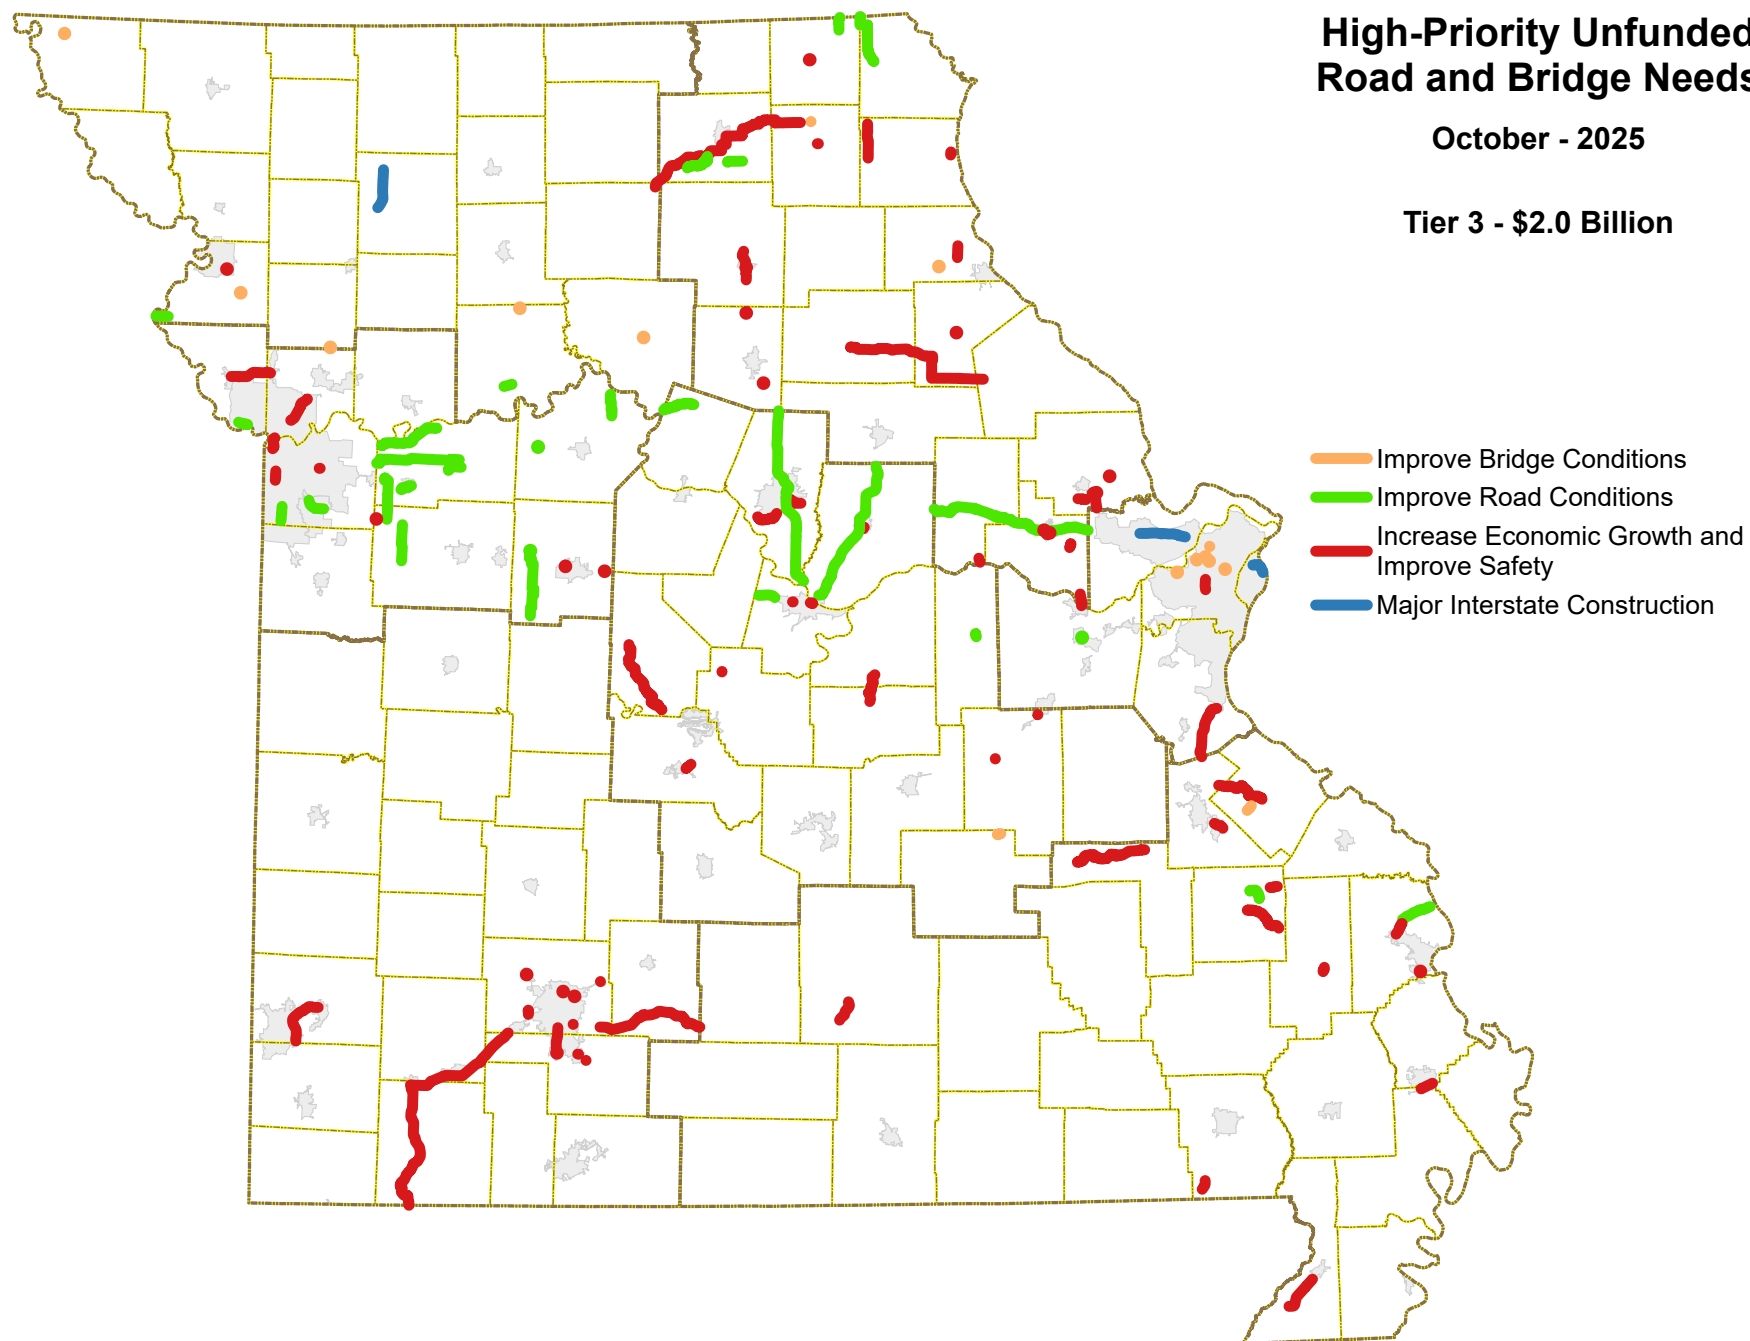 High-Priority Unfunded
Road and Bridge Needs
October - 2025
Tier 3 - $2.0 Billion
Improve Bridge Conditions
Improve Road Conditions
Increase Economic Growth and
Improve Safety
Major Interstate Construction